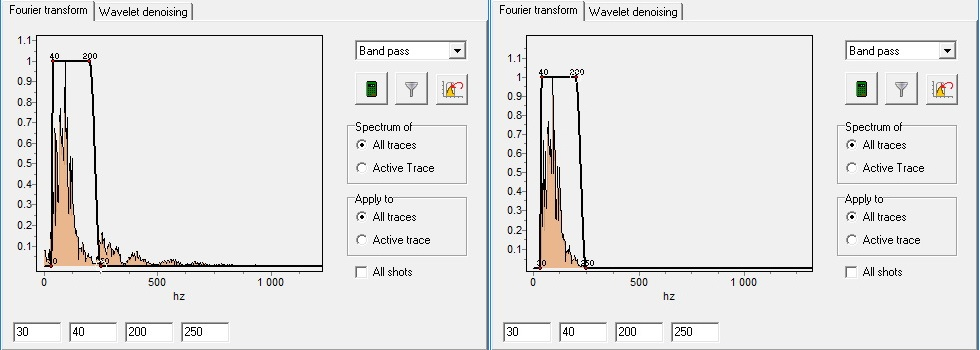 Fourier transform Wavelet denoising
Band pass
1.1
1
0.9
0.8
0.7
0.6
0.5
0.4
0.3
0.2
0.1
40 200
0 500 1 000
hz
Spectrum of
All traces
Active Trace
Apply to
All traces
Active trace
All shots
30 40 200 250
Fourier transform Wavelet denoising
Band pass
1.1
1
0.9
0.8
0.7
0.6
0.5
0.4
0.3
0.2
0.1
40 220
30 250
0 500 1 000
hz
Spectrum of
All traces
Active Trace
Apply to
All traces
Active trace
All shots
30 40 200 250